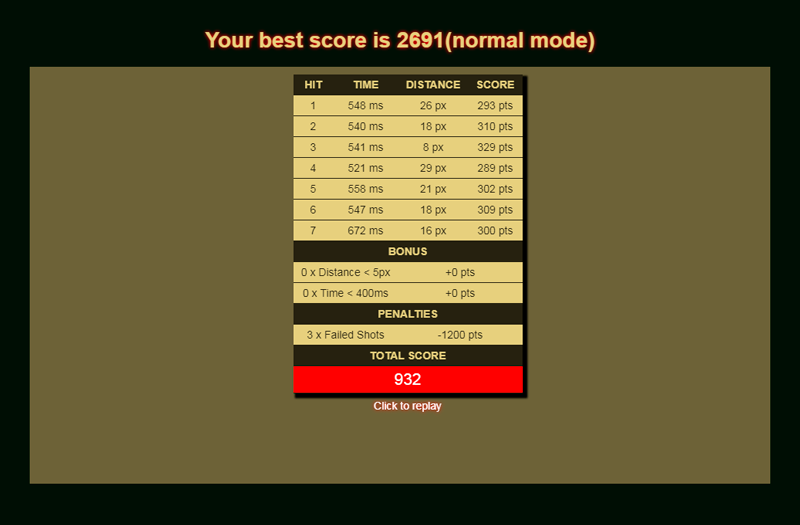 Your best score is 2691(normal mode)
HIT TIME DISTANCE SCORE
1 548 ms 26 px 293 pts
2 540 ms 18 px 310 pts
3 541 ms 8 px 329 pts
4 521 ms 29 px 289 pts
5 558 ms 21 px 302 pts
6 547 ms 18 px 309 pts
7 672 ms 16 px 300 pts
BONUS
0 x Distance < 5px +0 pts
0 x Time < 400ms +0 pts
PENALTIES
3 x Failed Shots -1200 pts
TOTAL SCORE
932
Click to replay